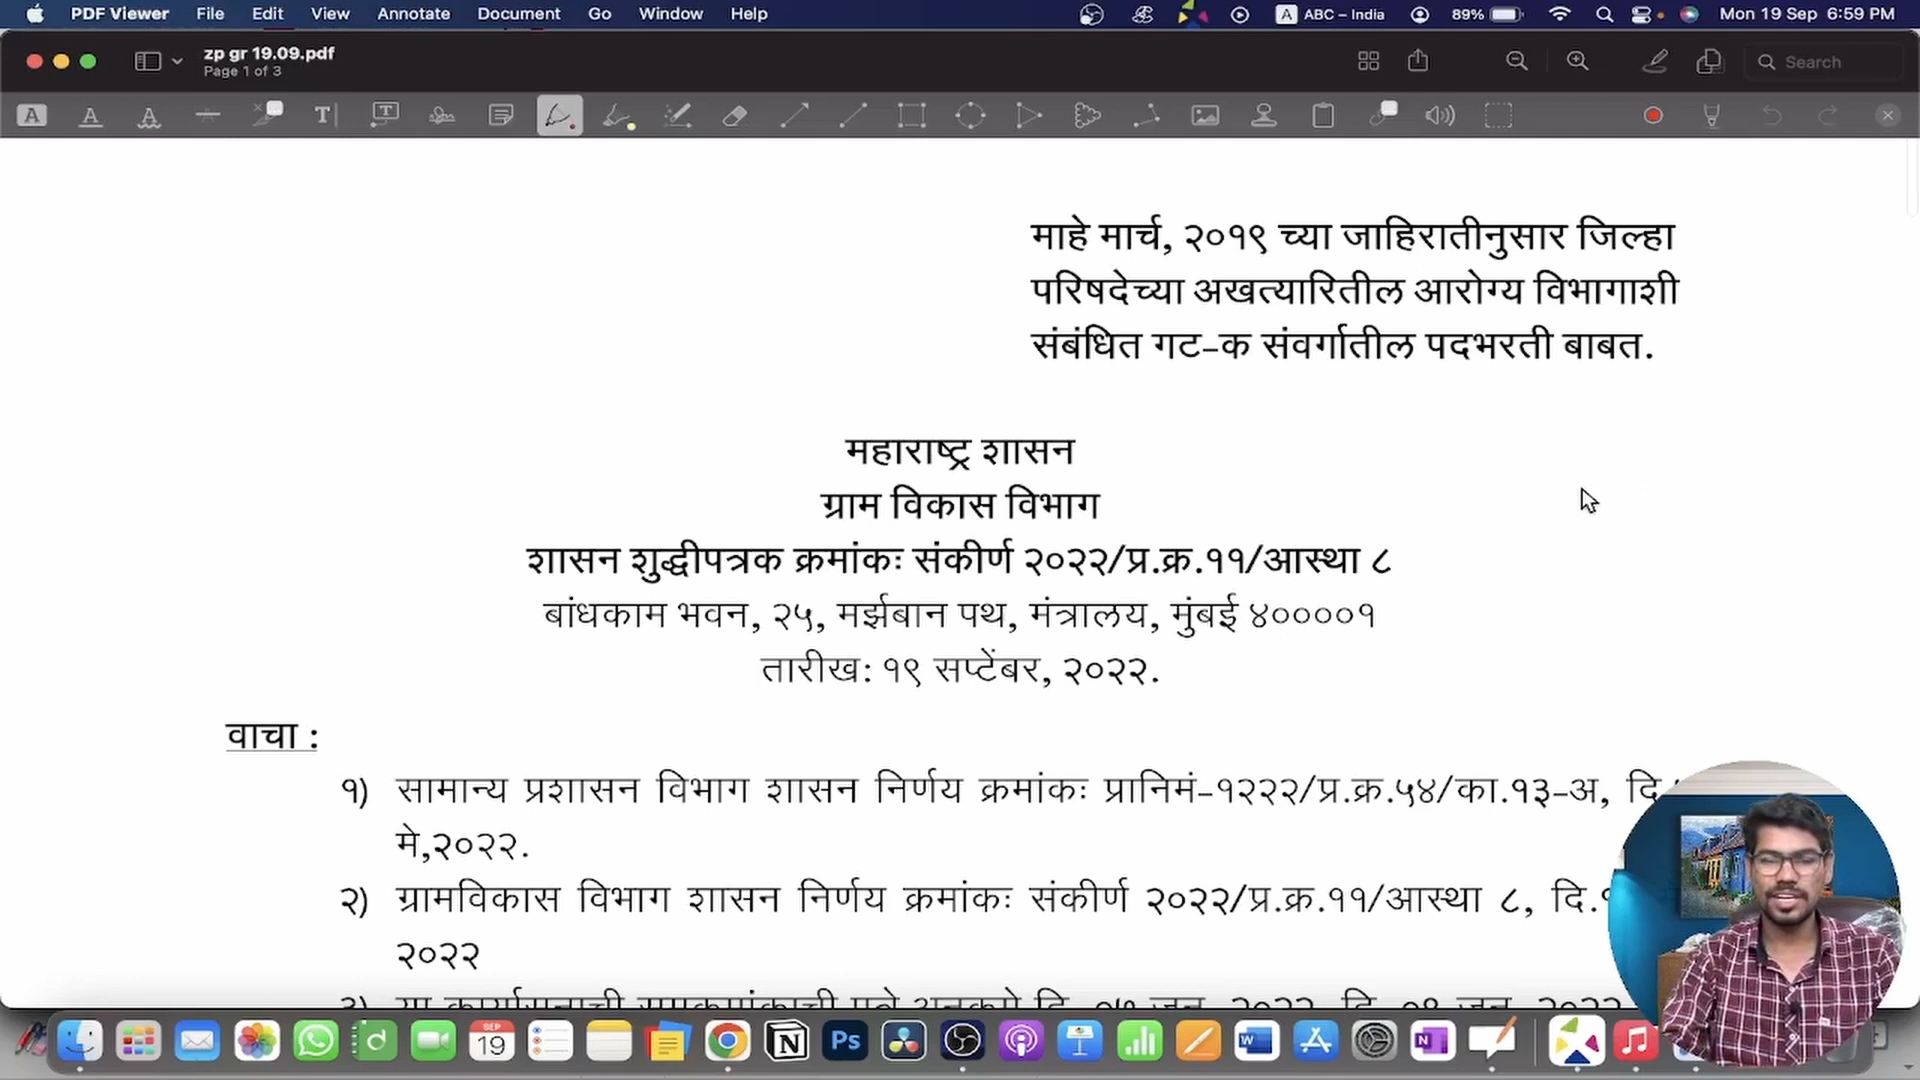 PDF Viewer File Edit View Annotate Document Go Window Help A ABC – India 89% Mon 19 Sep 6:59 PM
zp gr 19.09.pdf
Page 1 of 3
Search
माहे मार्च, २०१९ च्या जाहिरातीनुसार जिल्हा
परिषदेच्या अखत्यारितील आरोग्य विभागाशी
संबंधित गट-क संवर्गातील पदभरती बाबत.
महाराष्ट्र शासन
ग्राम विकास विभाग
शासन शुद्धीपत्रक क्रमांकः संकीर्ण २०२२/प्र.क्र.११/आस्था ८
बांधकाम भवन, २५, मर्झबान पथ, मंत्रालय, मुंबई ४००००१
तारीख: १९ सप्टेंबर, २०२२.
वाचा :
१) सामान्य प्रशासन विभाग शासन निर्णय क्रमांकः प्रानिमं-१२२२/प्र.क्र.५४/का.१३-अ, दि.
मे,२०२२.
२) ग्रामविकास विभाग शासन निर्णय क्रमांकः संकीर्ण २०२२/प्र.क्र.११/आस्था ८, दि.
२०२२
SEP
19
Ps